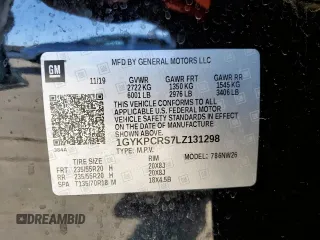 GM
MFD BY GENERAL MOTORS LLC
11/19 GVWR GAWR FRT GAWR RR
2722KG 1350 KG 1545 KG
6001 LB 2976 LB 3406 LB
THIS VEHICLE CONFORMS TO ALL APPLICABLE
U.S. FEDERAL MOTOR VEHICLE SAFETY
STANDARDS IN EFFECT ON THE DATE OF
MANUFACTURE SHOWN ABOVE.
1GYKPCRS7LZ131298
TYPE: M.P.V.
TIRE SIZE RIM MODEL: 7B6NW26
FRT 235/55R20 H 20X8J
RR 235/55R20 H 20X8J
SPA T135/70R18 M 18X4.5B
AUTOBIDMASTER